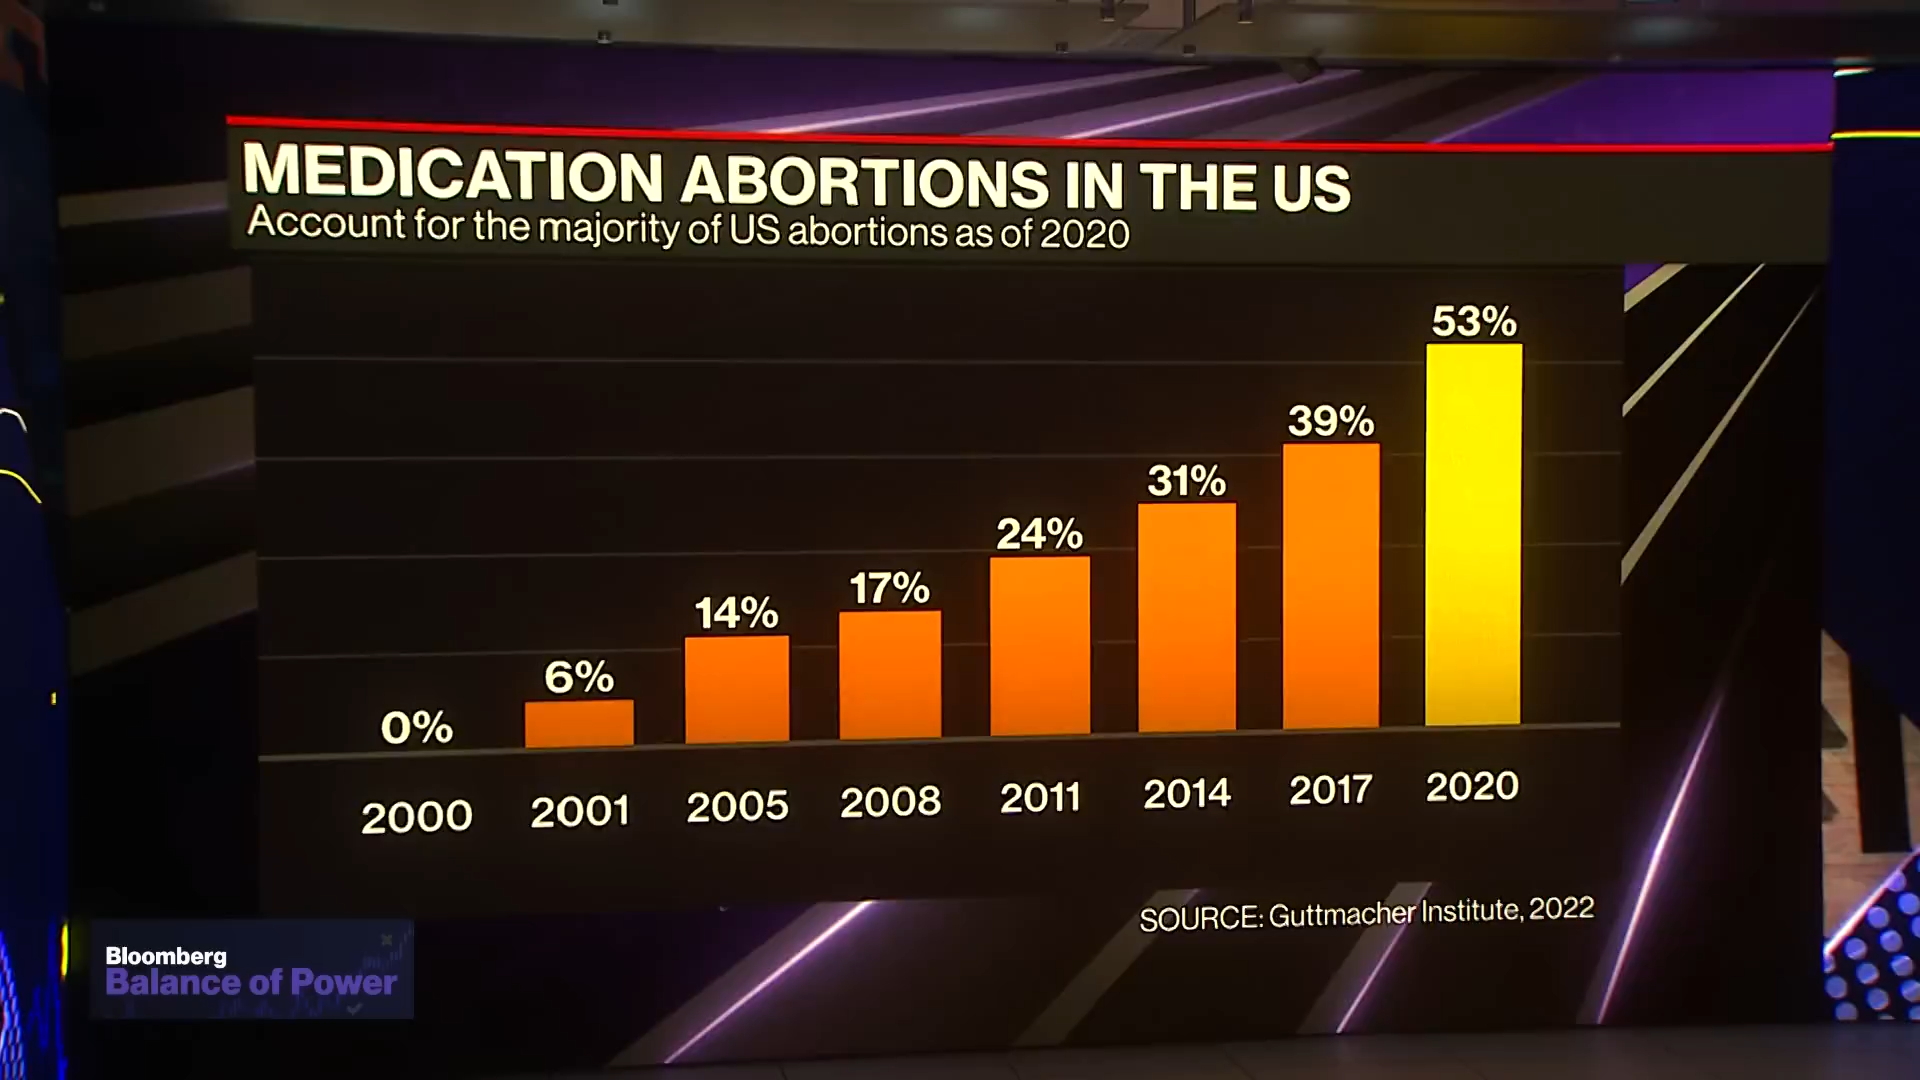 MEDICATION ABORTIONS IN THE US
Account for the majority of US abortions as of 2020
53%
39%
31%
24%
17%
14%
6%
0%
2000 2001 2005 2008 2011 2014 2017 2020
SOURCE: Guttmacher Institute, 2022
Bloomberg
Balance of Power